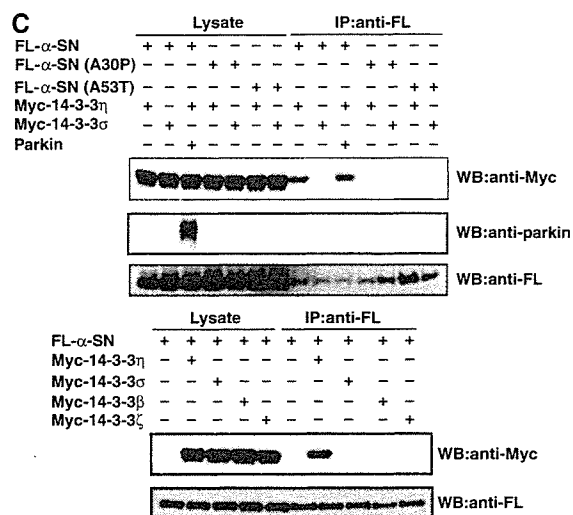 C
Lysate IP:anti-FL
FL-α-SN + + + − − − − + + + − − − −
FL-α-SN (A30P) − − − + + − − − − − + + − −
FL-α-SN (A53T) − − − − − + + − − − − − + +
Myc-14-3-3η + − + + − + − + − + + − + −
Myc-14-3-3σ − + − − + − + − + − − + − +
Parkin − − + − − − − − − + − − − −
WB:anti-Myc
WB:anti-parkin
WB:anti-FL
Lysate IP:anti-FL
FL-α-SN + + + + + + + + + +
Myc-14-3-3η − + − − − − + − − −
Myc-14-3-3σ − − + − − − − + − −
Myc-14-3-3β − − − + − − − − + −
Myc-14-3-3ζ − − − − + − − − − +
WB:anti-Myc
WB:anti-FL